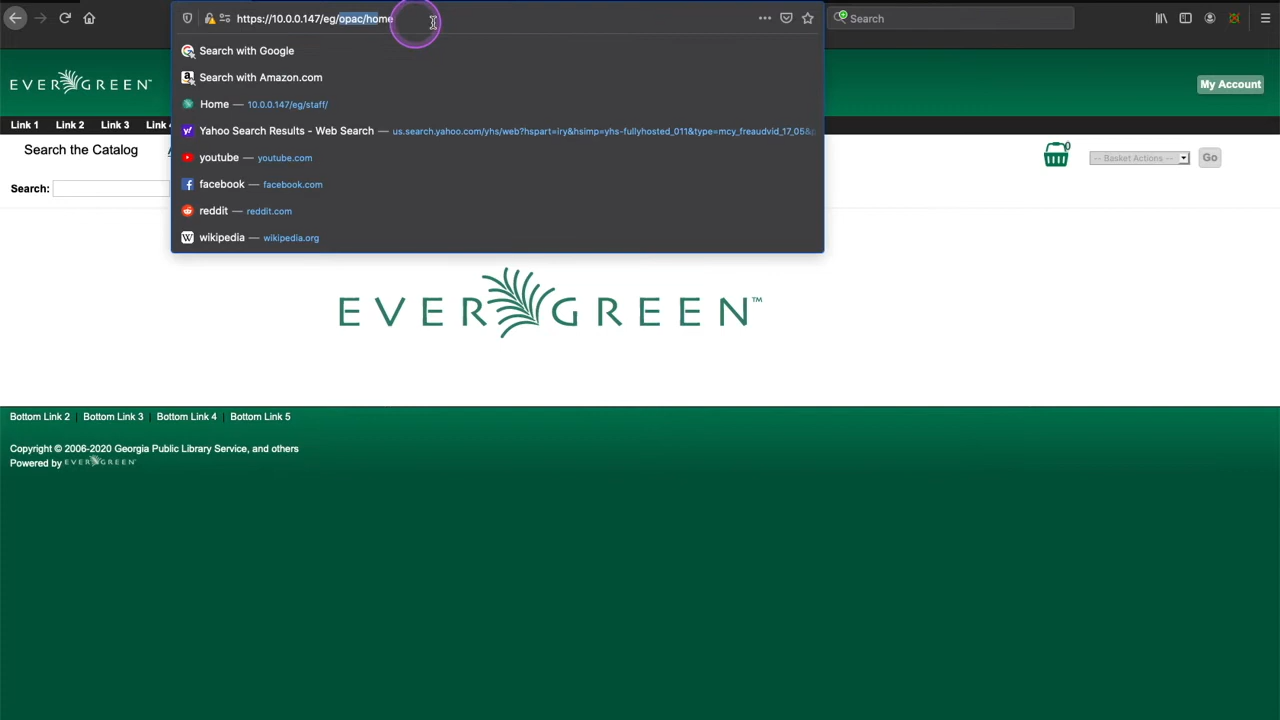 https://10.0.0.147/eg/opac/home
Search
Search with Google
Search with Amazon.com
Home — 10.0.0.147/eg/staff/
Yahoo Search Results - Web Search — us.search.yahoo.com/yhs/web?hspart=iry&hsimp=yhs-fullyhosted_011&type=mcy_freaudvid_17_05&
youtube — youtube.com
facebook — facebook.com
reddit — reddit.com
wikipedia — wikipedia.org
EVERGREEN™
My Account
Link 1 Link 2 Link 3 Link
Search the Catalog
0
-- Basket Actions --
Go
Search:
EVERGREEN™
Bottom Link 2 Bottom Link 3 Bottom Link 4 Bottom Link 5
Copyright © 2006-2020 Georgia Public Library Service, and others
Powered by EVERGREEN